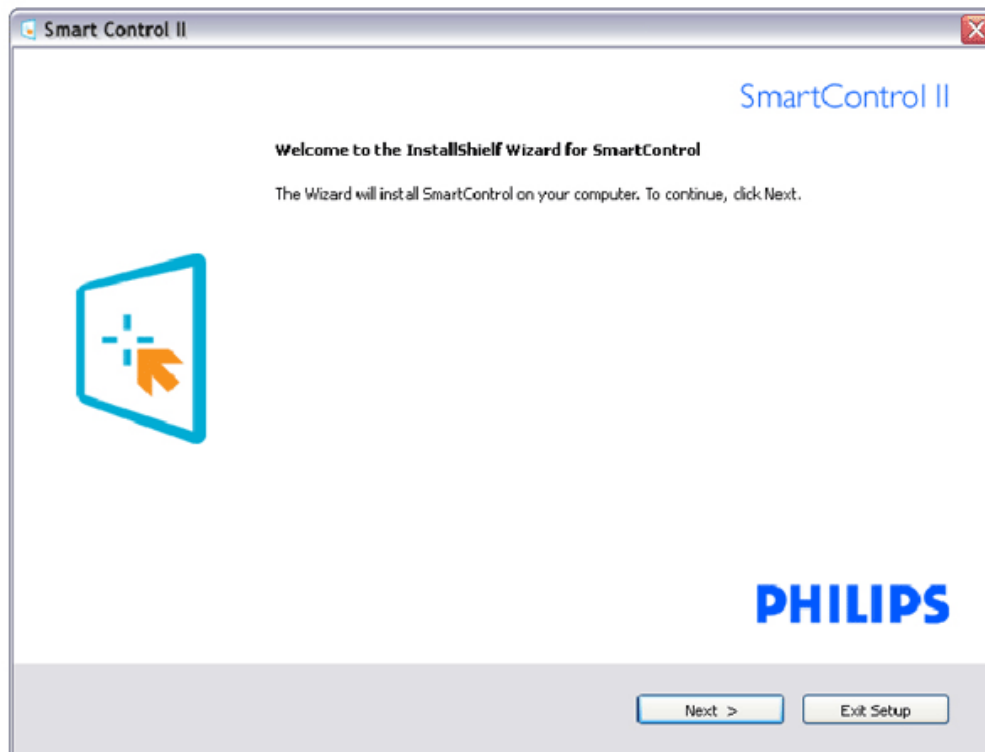 Smart Control II
SmartControl II
Welcome to the InstallShield Wizard for SmartControl
The Wizard will install SmartControl on your computer. To continue, click Next.
PHILIPS
Next >
Exit Setup